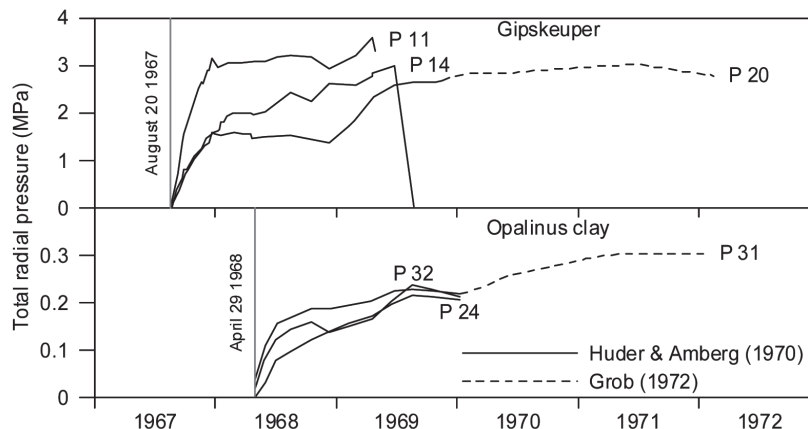 Total radial pressure (MPa)
4
3
2
1
0
August 20 1967
Gipskeuper
P 11
P 14
P 20
0.3
0.2
0.1
0
April 29 1968
Opalinus clay
P 31
P 32
P 24
Huder & Amberg (1970)
Grob (1972)
1967 1968 1969 1970 1971 1972